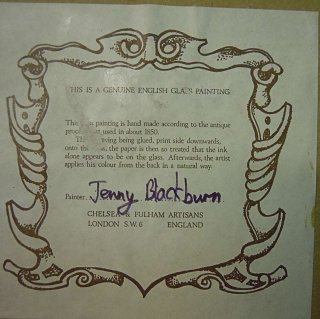 THIS IS A GENUINE ENGLISH GLASS PAINTING
This painting is hand made according to the antique
used in about 1850.
being glued, print side downwards,
onto the the paper is then so treated that the ink
alone appears to be on the glass. Afterwards, the artist
applies his colour from the back in a natural way.
Painter. Jenny Blackburn
CHELSEA & FULHAM ARTISANS
LONDON S.W.6 ENGLAND